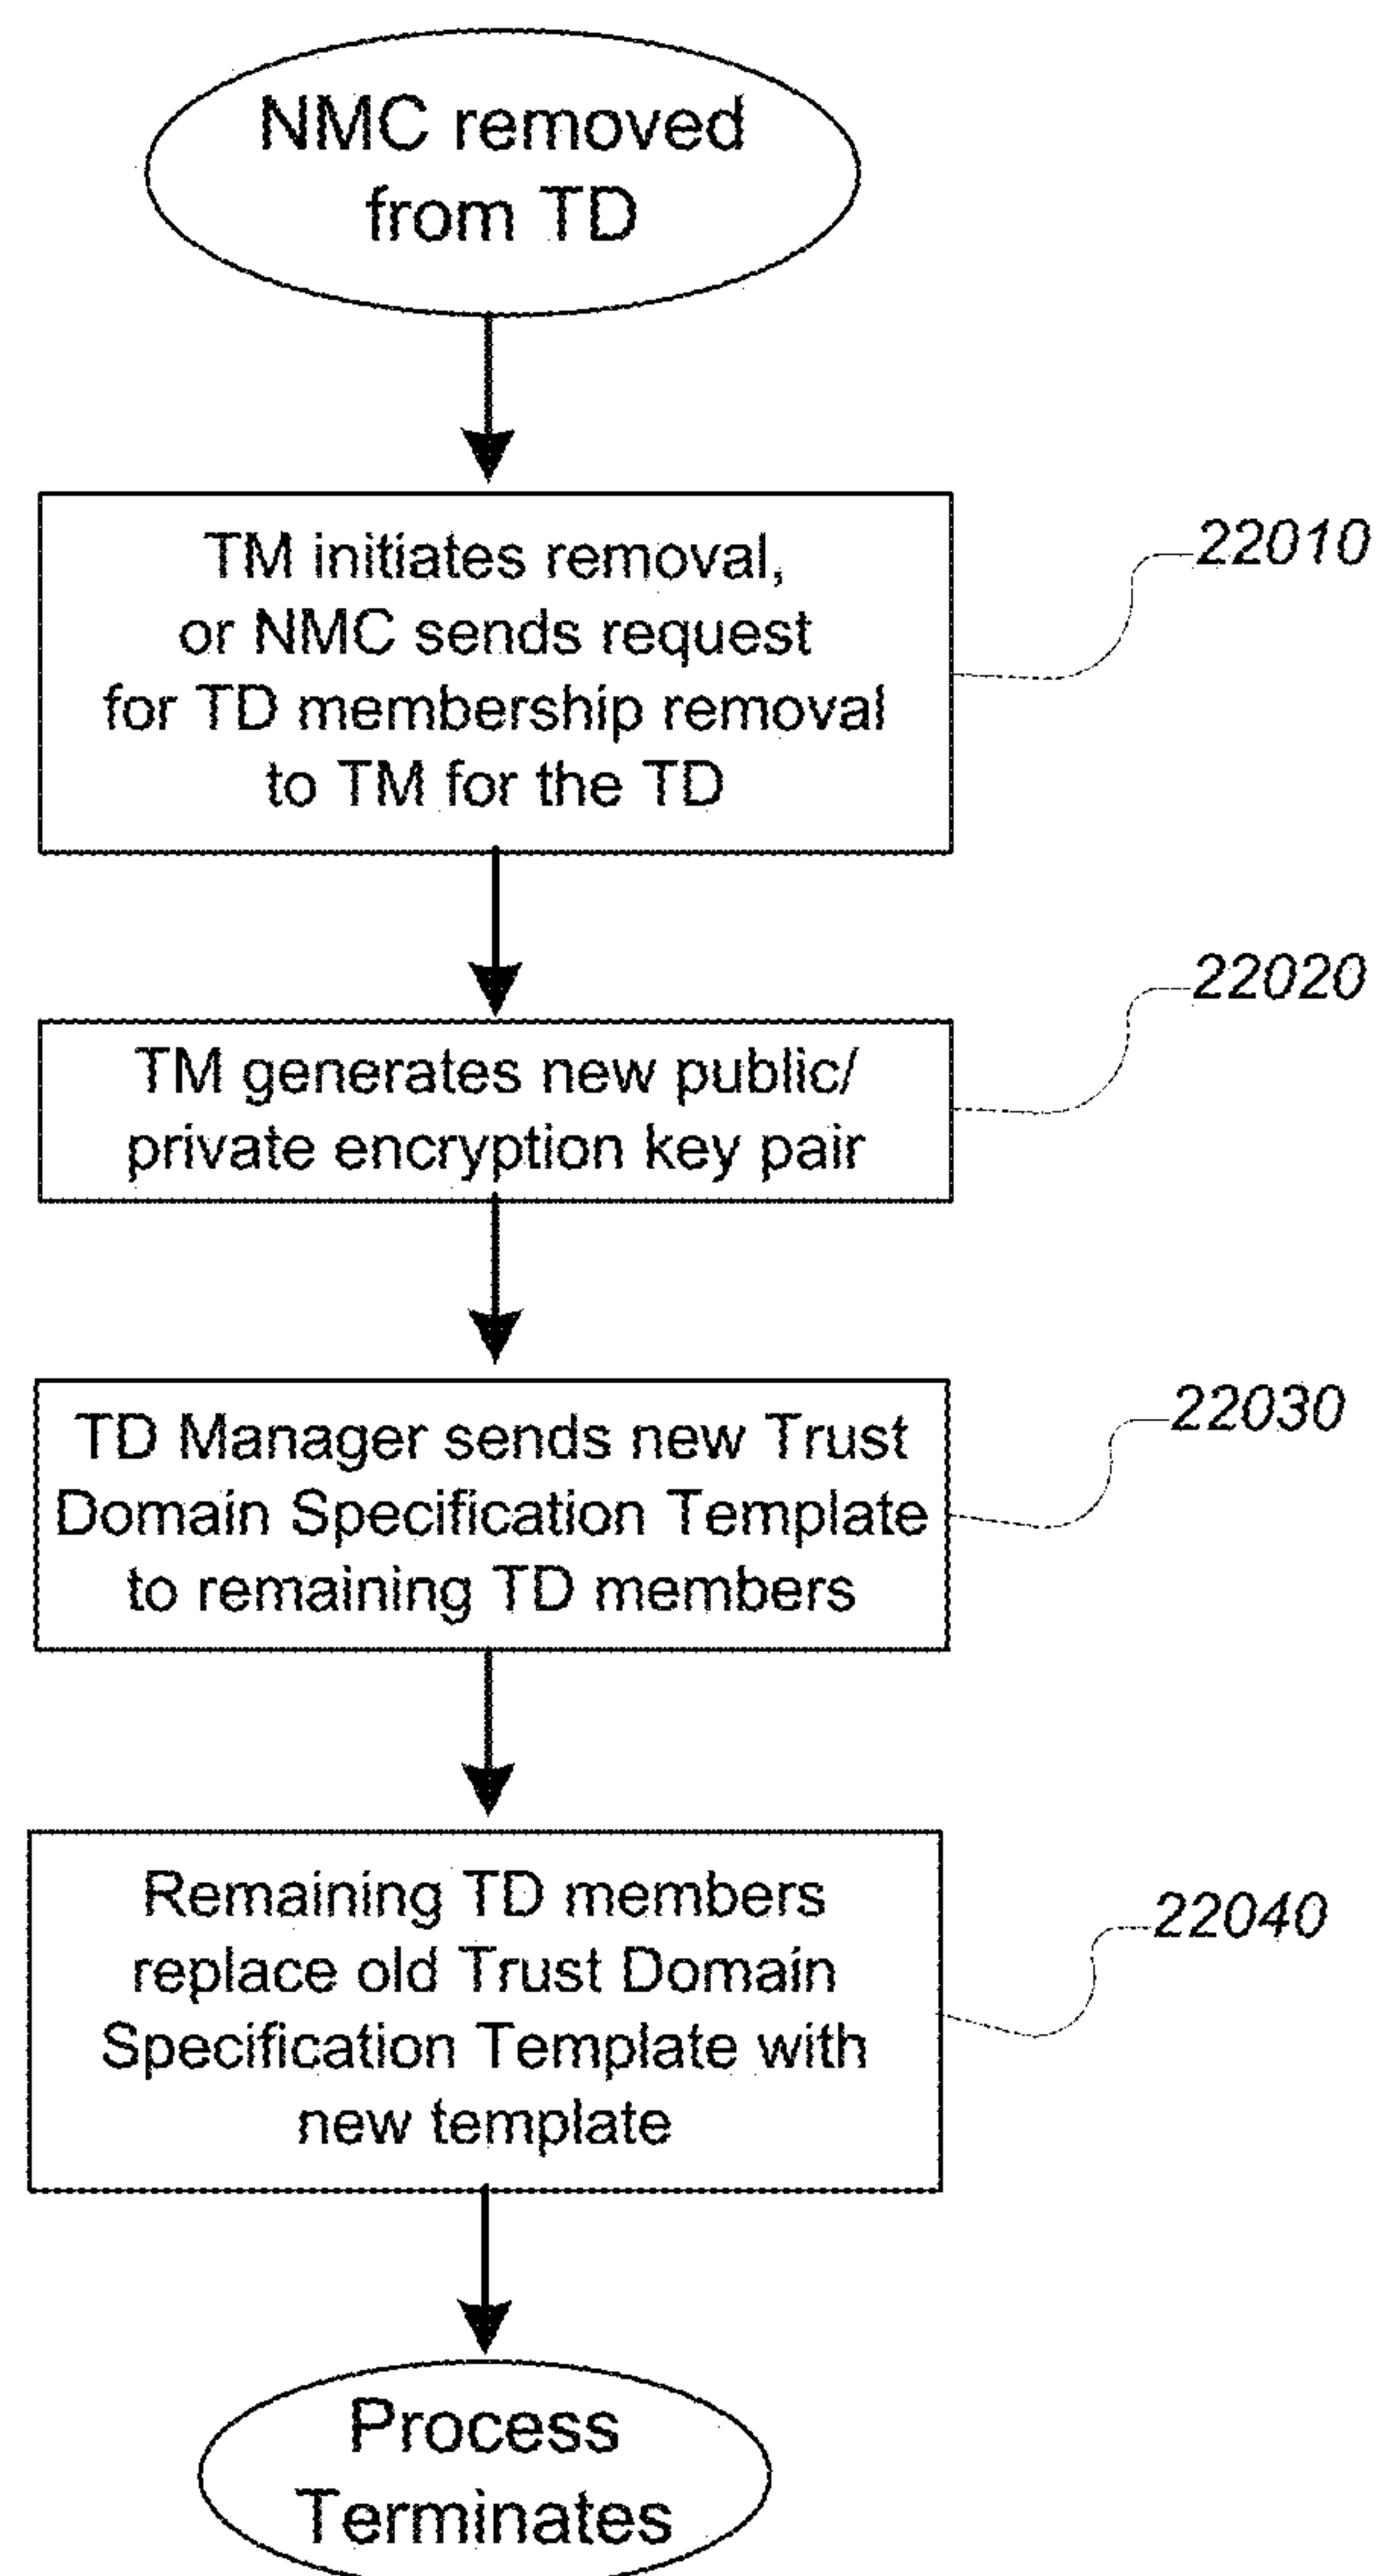 NMC removed
from TD
TM initiates removal,
or NMC sends request
for TD membership removal
to TM for the TD
22010
TM generates new public/
private encryption key pair
22020
TD Manager sends new Trust
Domain Specification Template
to remaining TD members
22030
Remaining TD members
replace old Trust Domain
Specification Template with
new template
22040
Process
Terminates